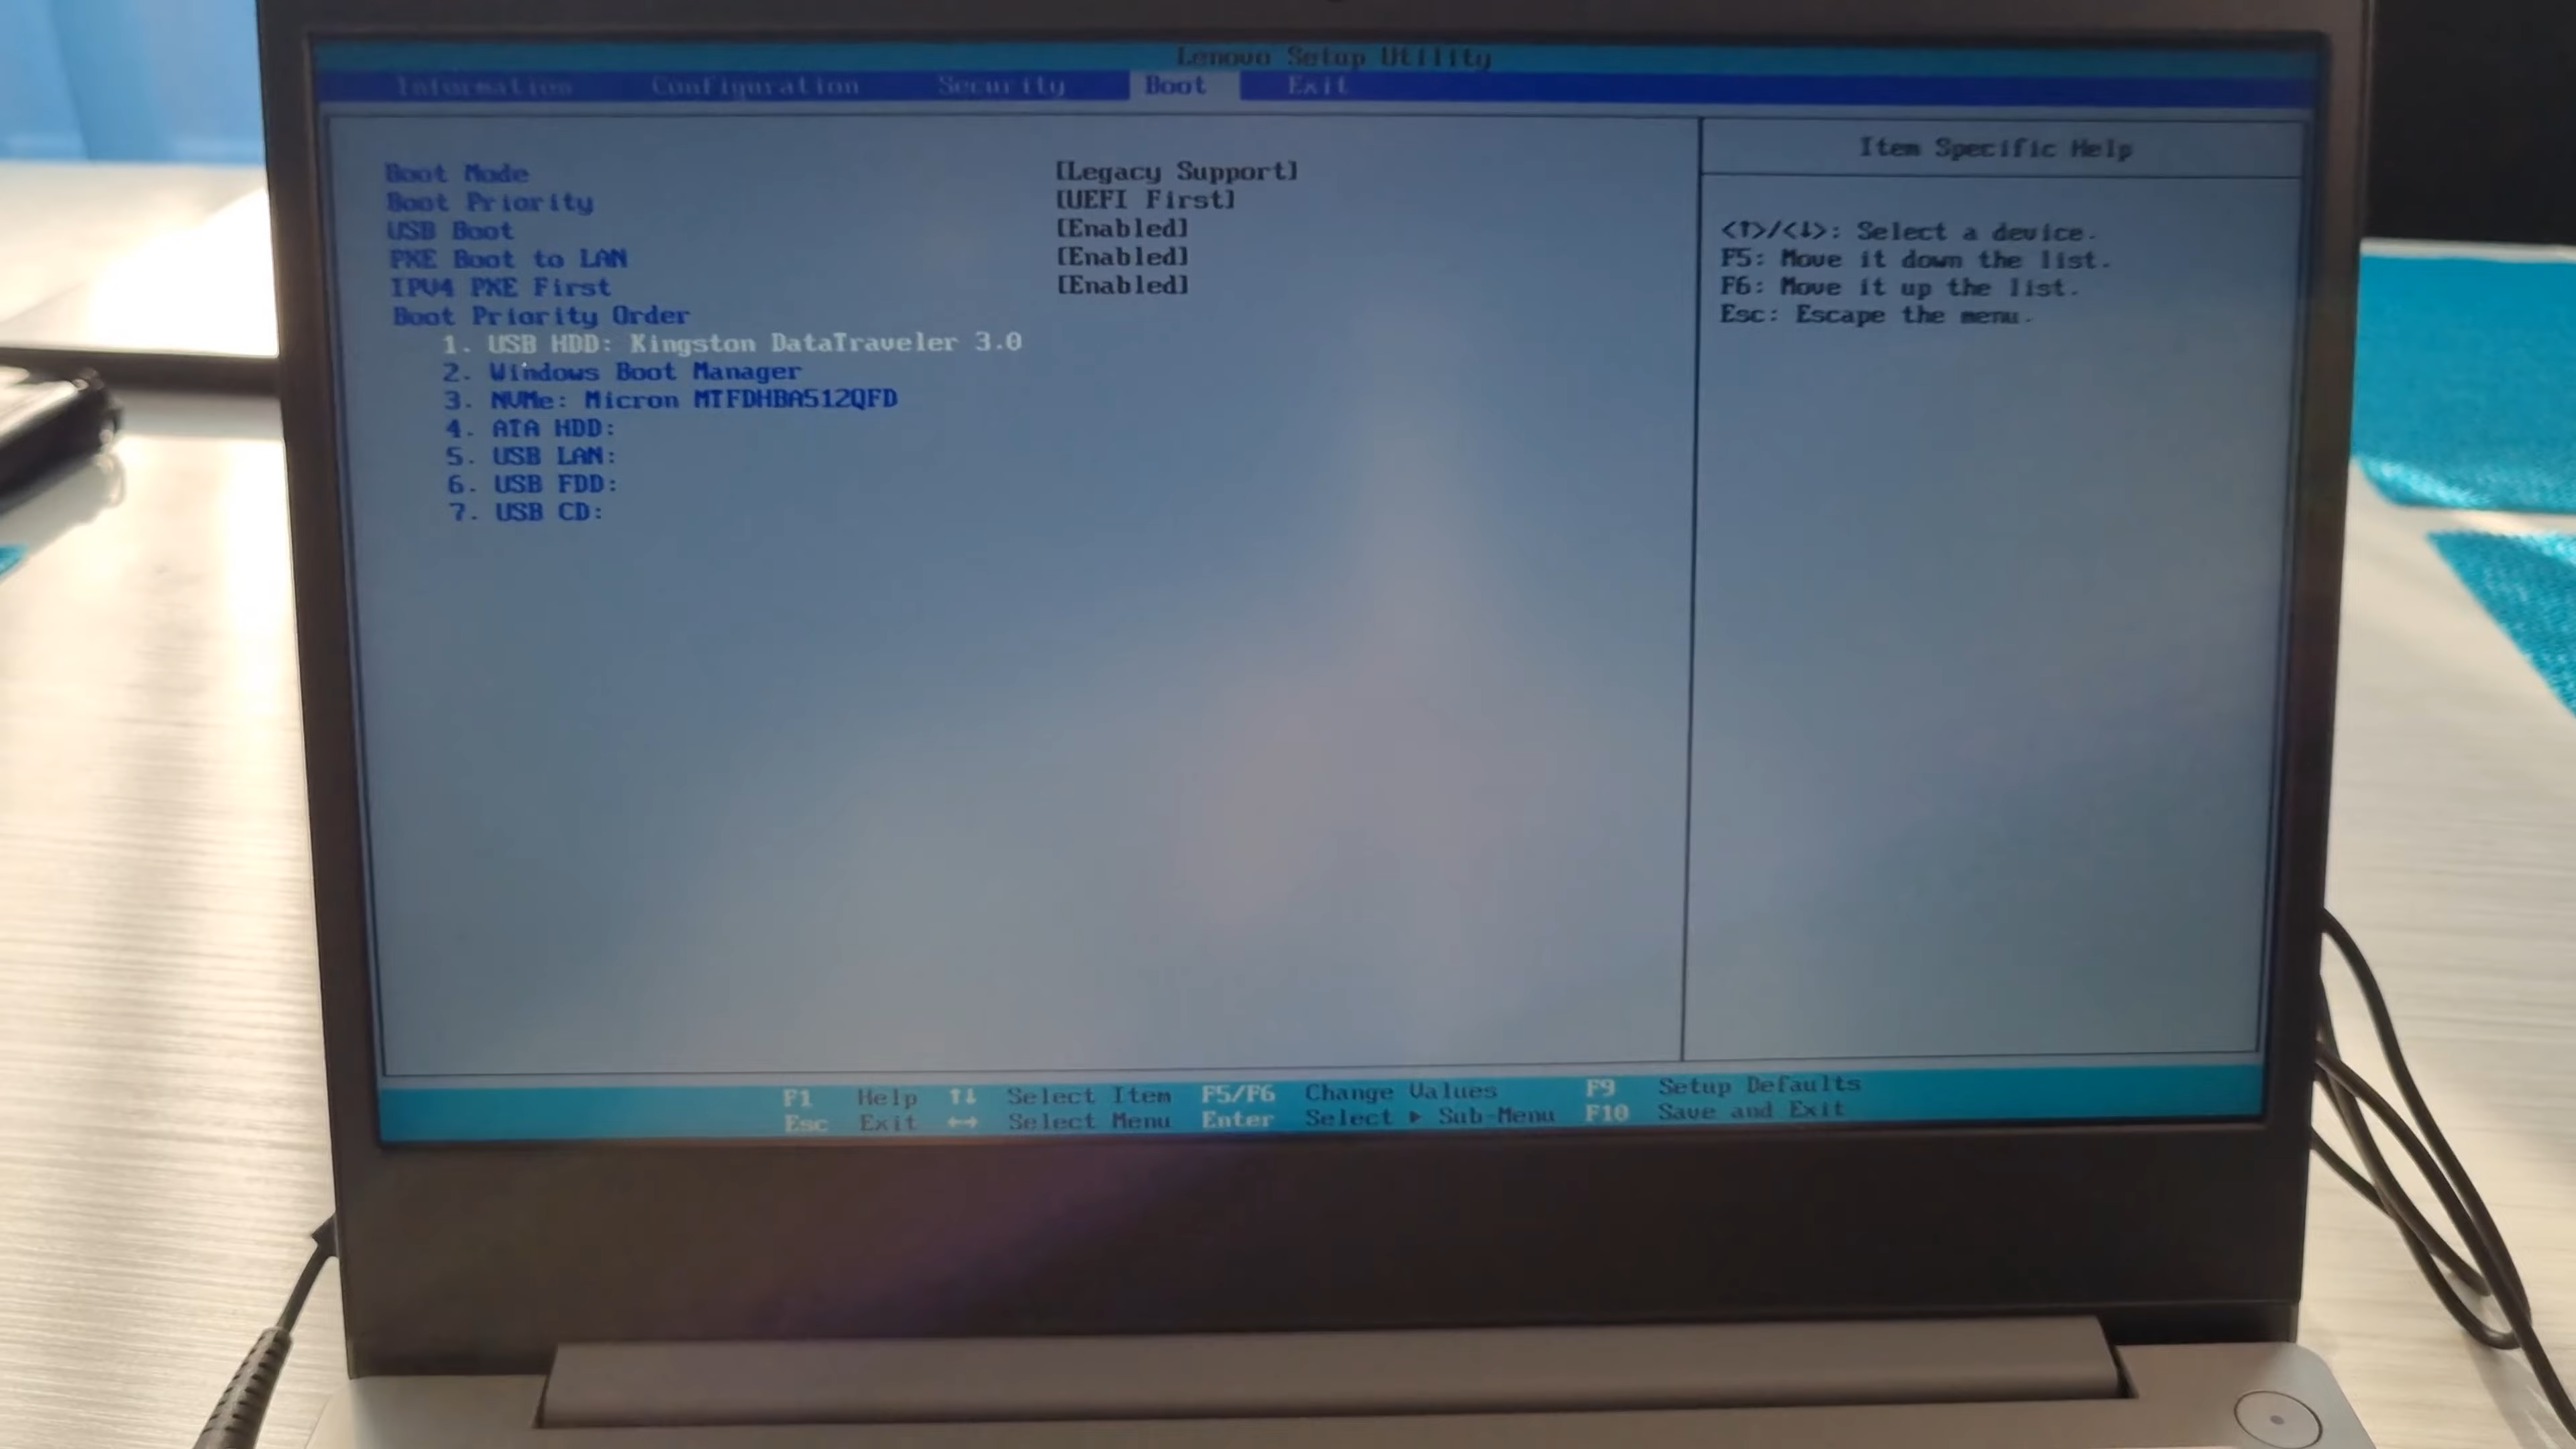 Lenovo Setup Utility
Information Configuration Security Boot Exit
Boot Mode [Legacy Support]
Boot Priority [UEFI First]
USB Boot [Enabled]
PXE Boot to LAN [Enabled]
IPV4 PXE First [Enabled]
Boot Priority Order
1. USB HDD: Kingston DataTraveler 3.0
2. Windows Boot Manager
3. NVMe: Micron MTFDHBA512QFD
4. ATA HDD:
5. USB LAN:
6. USB FDD:
7. USB CD:
Item Specific Help
<↑>/<↓>: Select a device.
F5: Move it down the list.
F6: Move it up the list.
Esc: Escape the menu.
F1 Help ↑↓ Select Item F5/F6 Change Values F9 Setup Defaults
Esc Exit ←→ Select Menu Enter Select ▸ Sub-Menu F10 Save and Exit